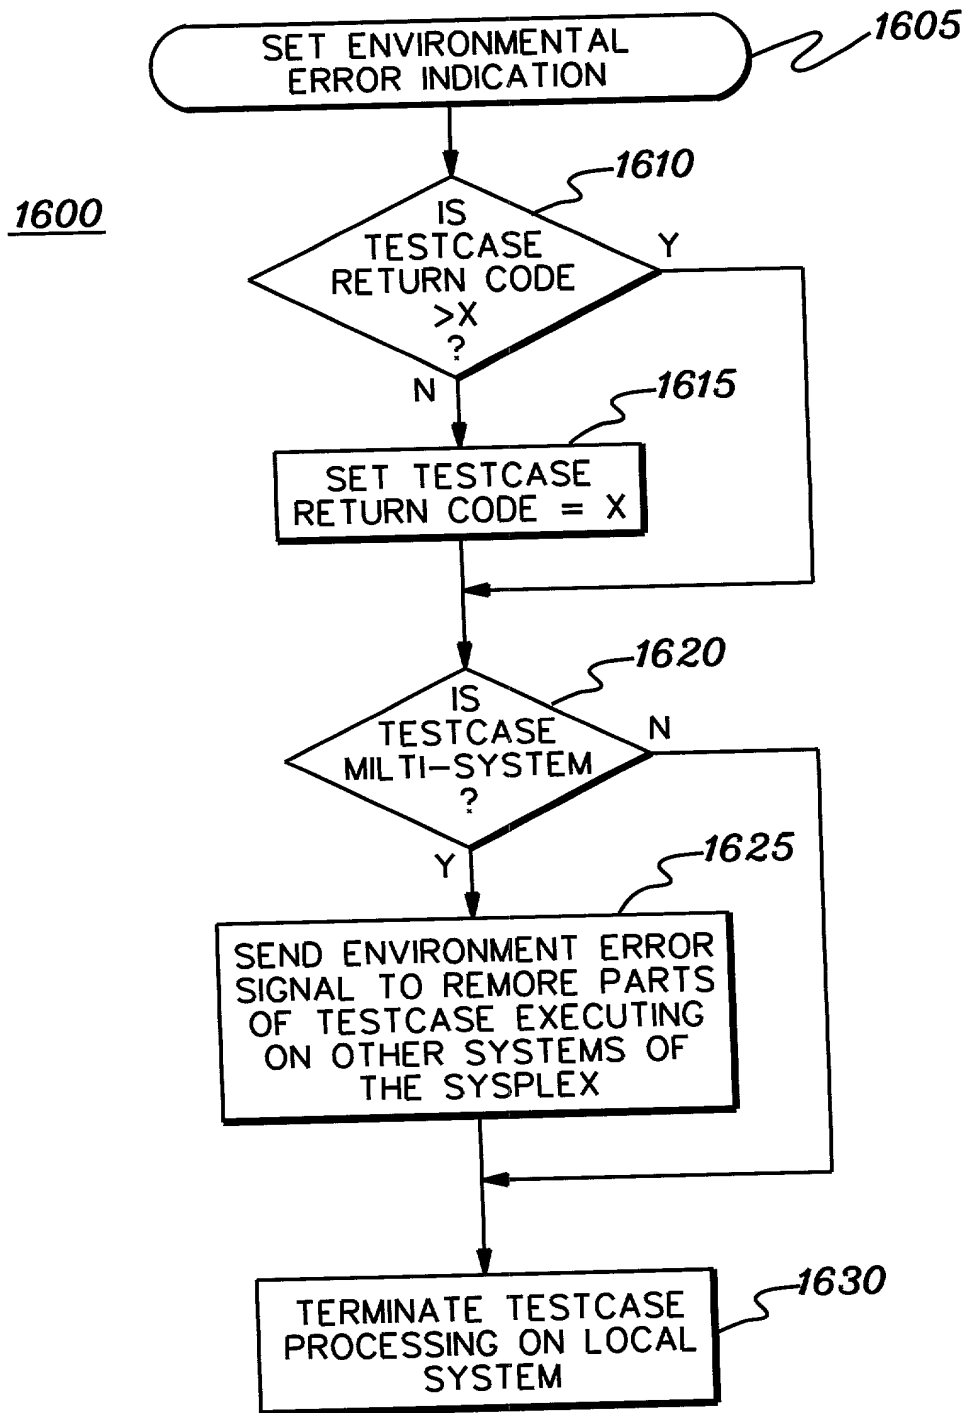 SET ENVIRONMENTAL
ERROR INDICATION
1605
1600
1610
IS
TESTCASE
RETURN CODE
>X
?
Y
N
1615
SET TESTCASE
RETURN CODE = X
1620
IS
TESTCASE
MILTI-SYSTEM
?
N
Y
1625
SEND ENVIRONMENT ERROR
SIGNAL TO REMORE PARTS
OF TESTCASE EXECUTING
ON OTHER SYSTEMS OF
THE SYSPLEX
1630
TERMINATE TESTCASE
PROCESSING ON LOCAL
SYSTEM